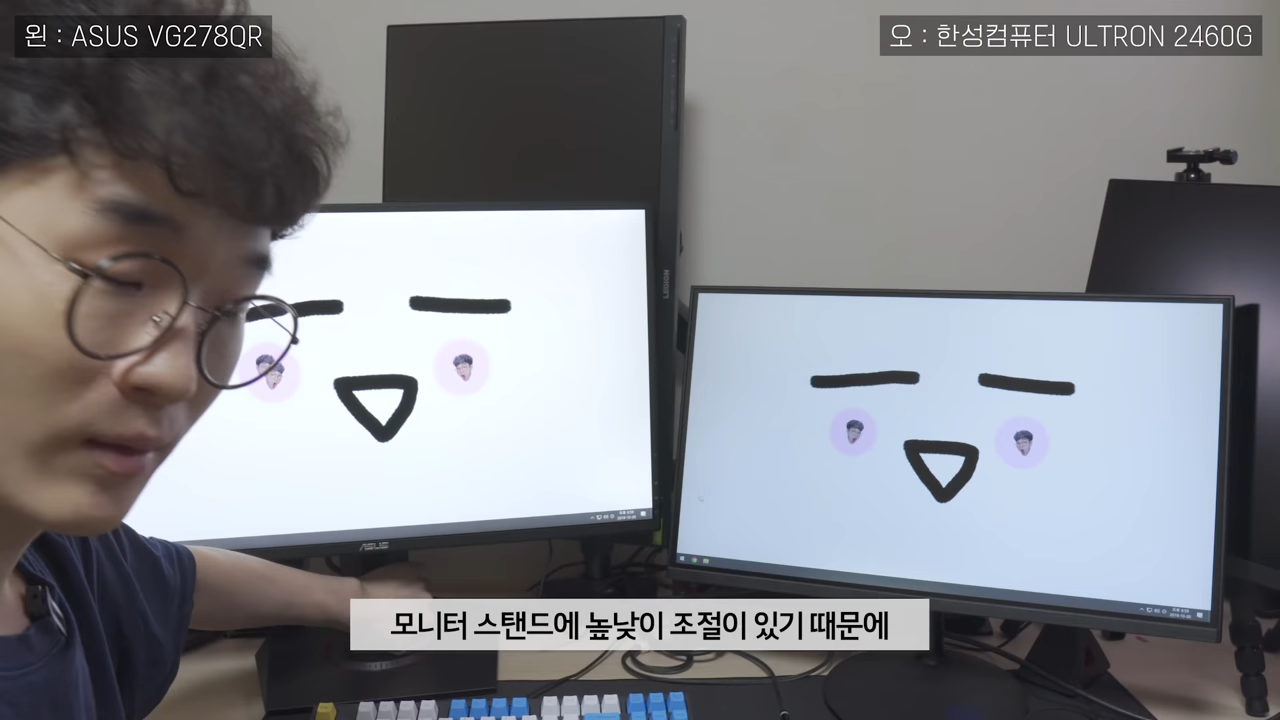 왼 : ASUS VG278QR
오 : 한성컴퓨터 ULTRON 2460G
LEGION
모니터 스탠드에 높낮이 조절이 있기 때문에